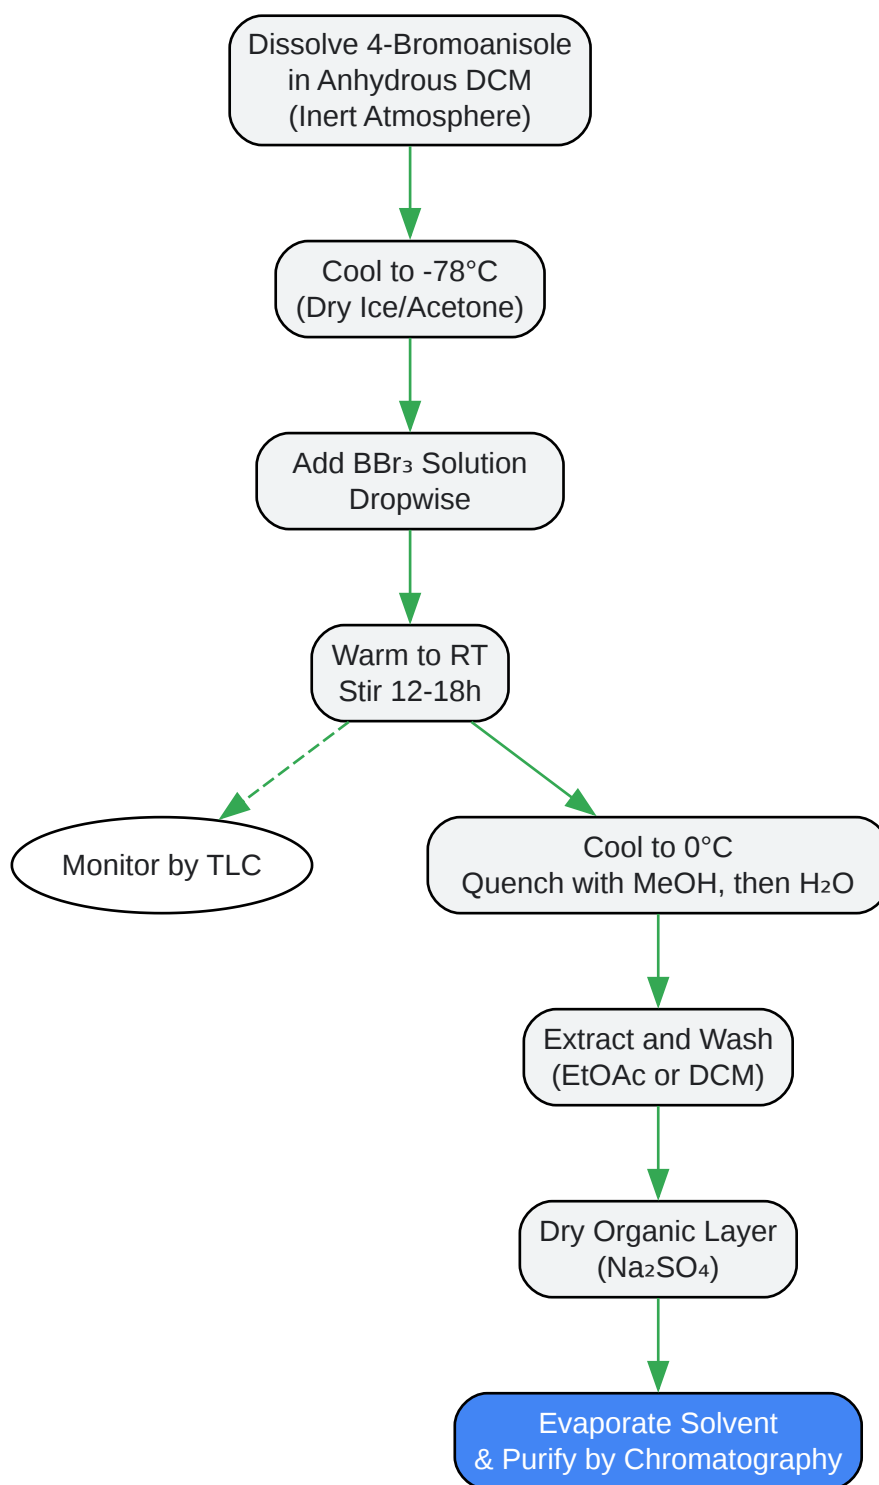 Dissolve 4-Bromoanisole
in Anhydrous DCM
(Inert Atmosphere)
Cool to -78°C
(Dry Ice/Acetone)
Add BBr₃ Solution
Dropwise
Warm to RT
Stir 12-18h
Monitor by TLC
Cool to 0°C
Quench with MeOH, then H₂O
Extract and Wash
(EtOAc or DCM)
Dry Organic Layer
(Na₂SO₄)
Evaporate Solvent
& Purify by Chromatography